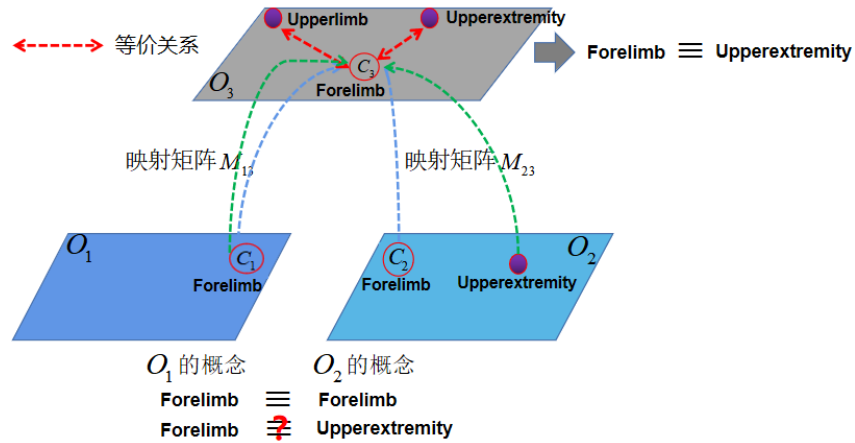 Upperlimb
Upperextremity
等价关系
C₃
Forelimb ≡ Upperextremity
O₃
Forelimb
映射矩阵 M₁₃
映射矩阵 M₂₃
O₁
C₁
C₂
O₂
Forelimb
Forelimb
Upperextremity
O₁ 的概念
O₂ 的概念
Forelimb ≡ Forelimb
Forelimb ≡? Upperextremity